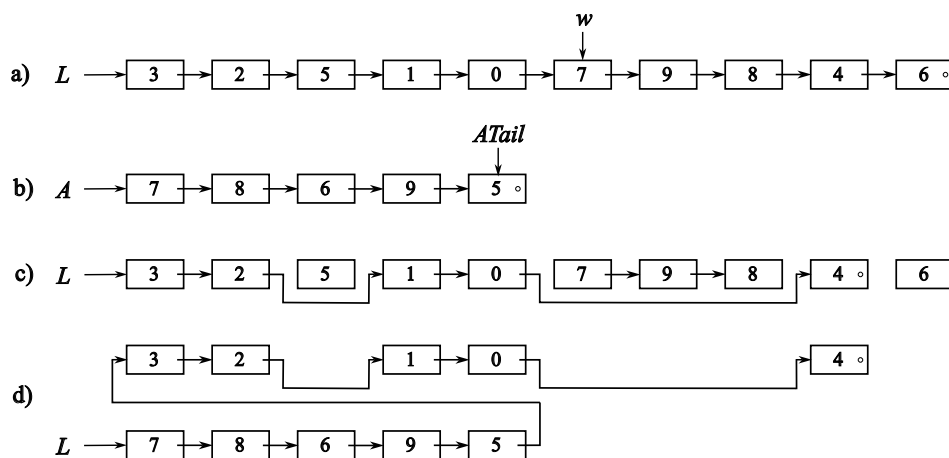 w
a) L 3 2 5 1 0 7 9 8 4 6
ATail
b) A 7 8 6 9 5
c) L 3 2 5 1 0 7 9 8 4 6
3 2 1 0 4
d)
L 7 8 6 9 5